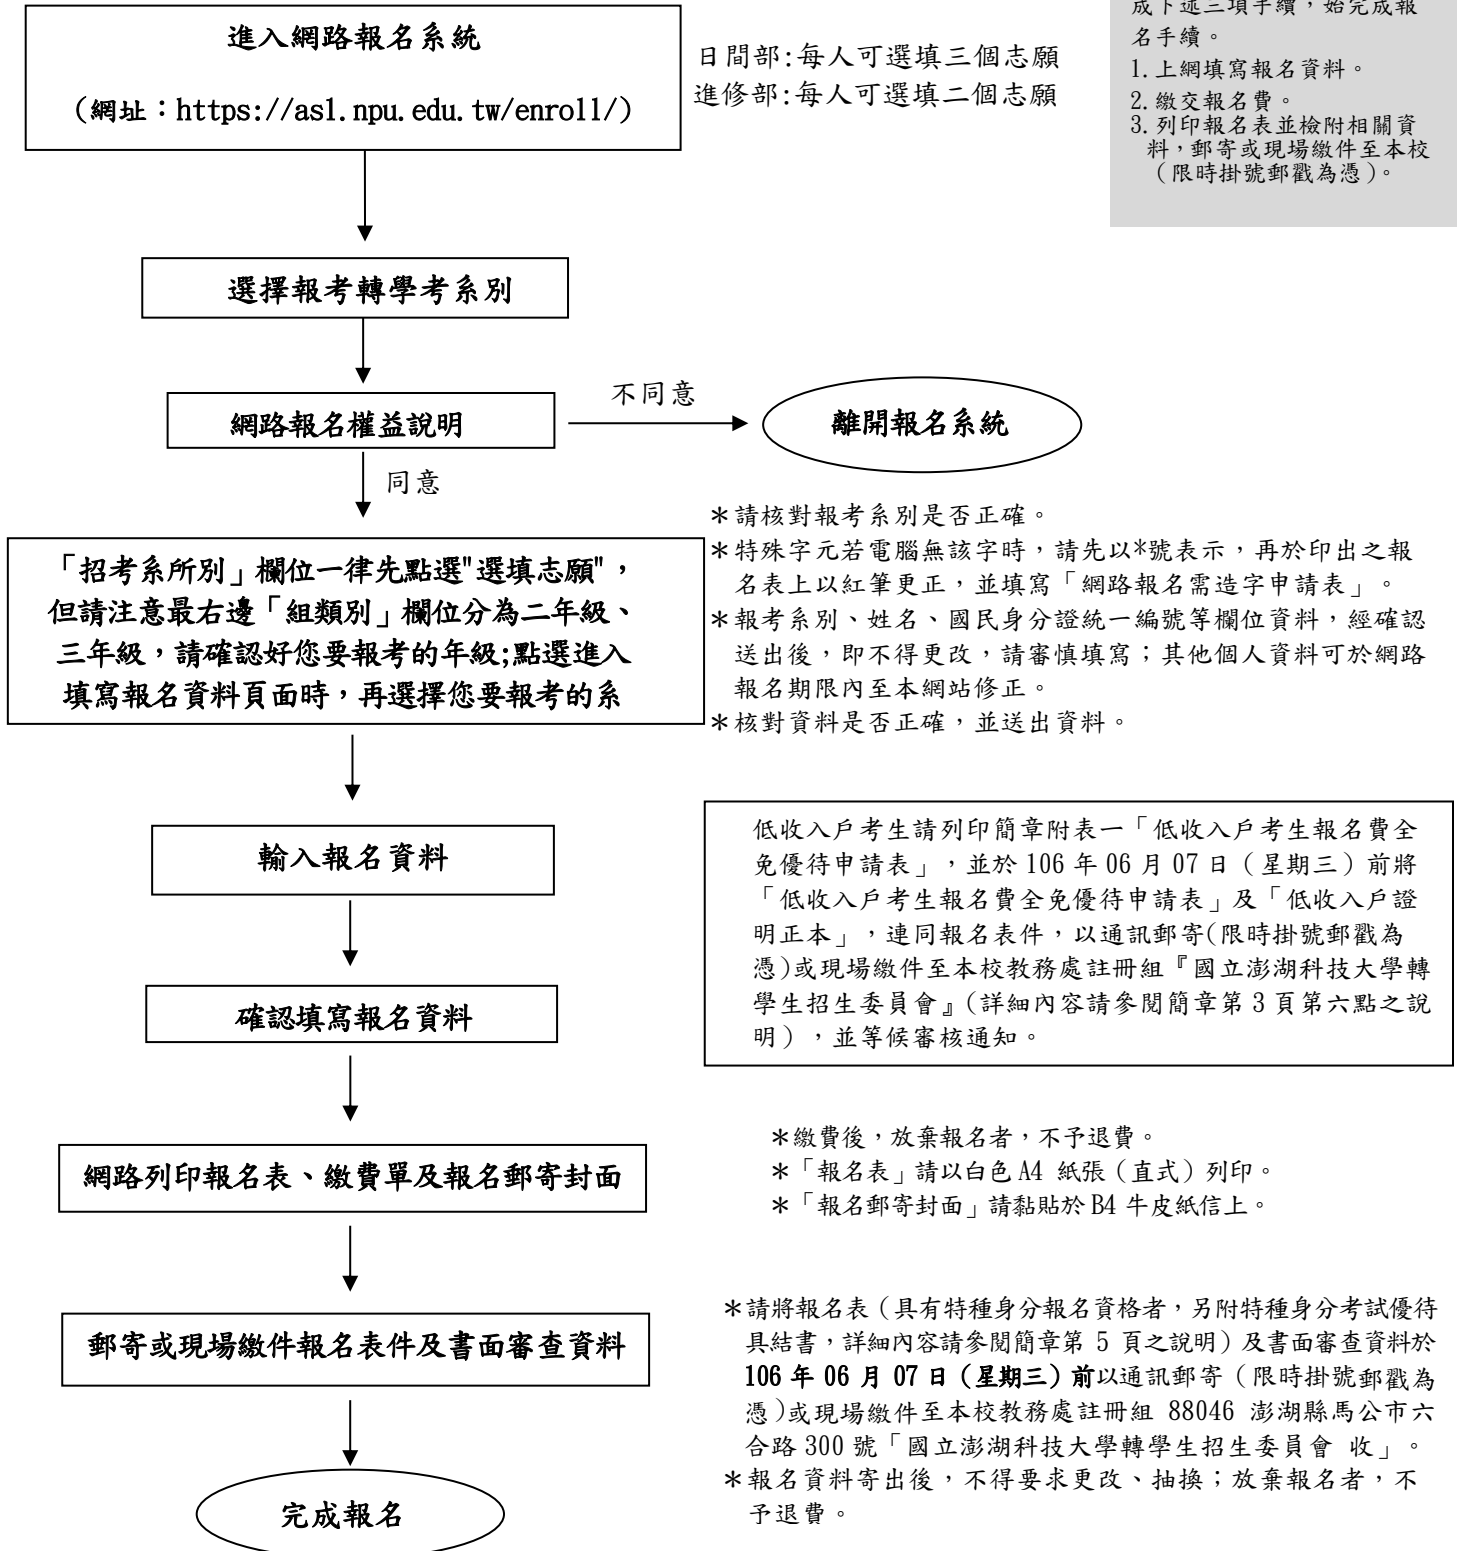 進入網路報名系統
(網址：https://as1.npu.edu.tw/enroll/)
日間部:每人可選填三個志願
進修部:每人可選填二個志願
成下述三項手續，始完成報
名手續。
1.上網填寫報名資料。
2.繳交報名費。
3.列印報名表並檢附相關資
料，郵寄或現場繳件至本校
（限時掛號郵戳為憑）。
選擇報考轉學考系別
網路報名權益說明
不同意
離開報名系統
同意
「招考系所別」欄位一律先點選"選填志願"，
但請注意最右邊「組類別」欄位分為二年級、
三年級，請確認好您要報考的年級;點選進入
填寫報名資料頁面時，再選擇您要報考的系
＊請核對報考系別是否正確。
＊特殊字元若電腦無該字時，請先以*號表示，再於印出之報
名表上以紅筆更正，並填寫「網路報名需造字申請表」。
＊報考系別、姓名、國民身分證統一編號等欄位資料，經確認
送出後，即不得更改，請審慎填寫；其他個人資料可於網路
報名期限內至本網站修正。
＊核對資料是否正確，並送出資料。
輸入報名資料
低收入戶考生請列印簡章附表一「低收入戶考生報名費全
免優待申請表」，並於 106 年 06 月 07 日（星期三）前將
「低收入戶考生報名費全免優待申請表」及「低收入戶證
明正本」，連同報名表件，以通訊郵寄(限時掛號郵戳為
憑)或現場繳件至本校教務處註冊組『國立澎湖科技大學轉
學生招生委員會』(詳細內容請參閱簡章第 3 頁第六點之說
明），並等候審核通知。
確認填寫報名資料
網路列印報名表、繳費單及報名郵寄封面
＊繳費後，放棄報名者，不予退費。
＊「報名表」請以白色 A4 紙張（直式）列印。
＊「報名郵寄封面」請黏貼於 B4 牛皮紙信上。
郵寄或現場繳件報名表件及書面審查資料
＊請將報名表（具有特種身分報名資格者，另附特種身分考試優待
具結書，詳細內容請參閱簡章第 5 頁之說明）及書面審查資料於
106 年 06 月 07 日（星期三）前以通訊郵寄（限時掛號郵戳為
憑)或現場繳件至本校教務處註冊組 88046 澎湖縣馬公市六
合路 300 號「國立澎湖科技大學轉學生招生委員會 收」。
＊報名資料寄出後，不得要求更改、抽換；放棄報名者，不
予退費。
完成報名